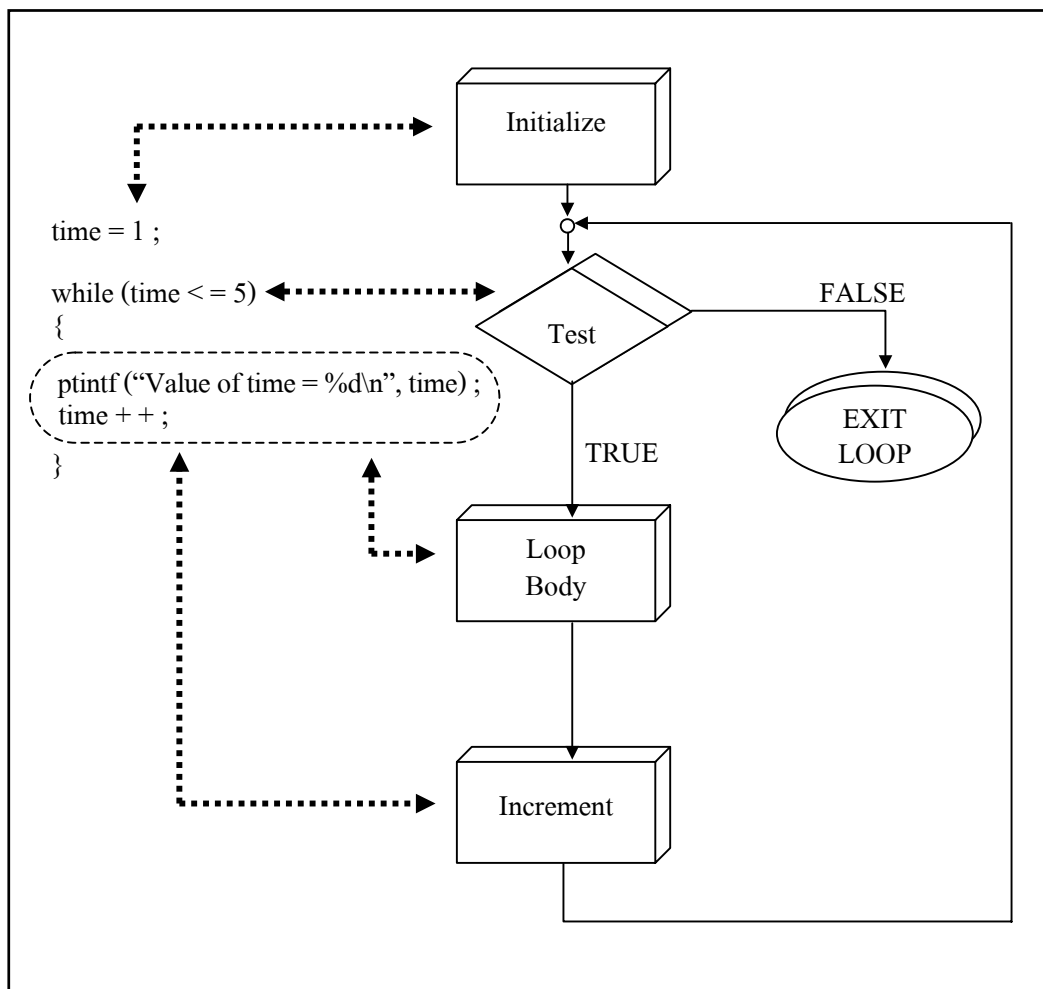 Initialize
time = 1 ;
while (time < = 5)
{
FALSE
Test
ptintf (“Value of time = %d\n”, time) ;
time + + ;
}
EXIT
LOOP
TRUE
Loop
Body
Increment